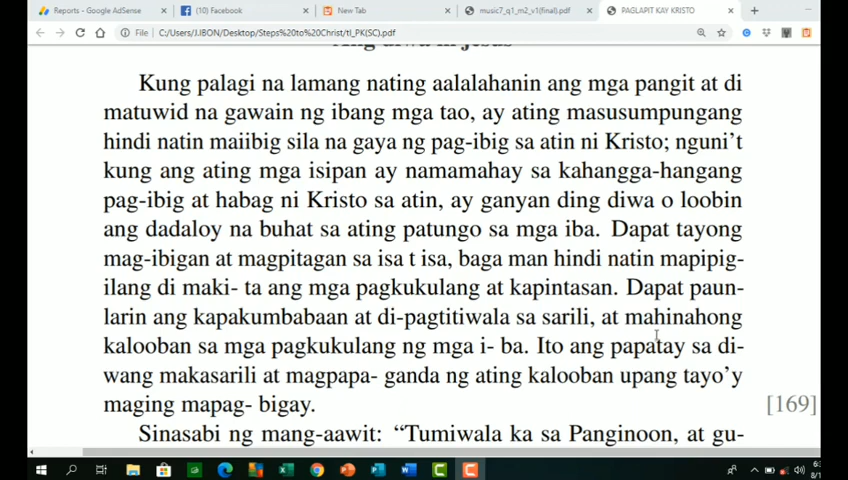 Reports - Google AdSense
(10) Facebook
New Tab
music7_q1_m2_v1(final).pdf
PAGLAPIT KAY KRISTO
File | C:/Users/J.IBON/Desktop/Steps%20to%20Christ/tl_PK(SC).pdf
Kung palagi na lamang nating aalalahanin ang mga pangit at di
matuwid na gawain ng ibang mga tao, ay ating masusumpungang
hindi natin maiibig sila na gaya ng pag-ibig sa atin ni Kristo; nguni't
kung ang ating mga isipan ay namamahay sa kahangga-hangang
pag-ibig at habag ni Kristo sa atin, ay ganyan ding diwa o loobin
ang dadaloy na buhat sa ating patungo sa mga iba. Dapat tayong
mag-ibigan at magpitagan sa isa t isa, baga man hindi natin mapipig-
ilang di maki- ta ang mga pagkukulang at kapintasan. Dapat paun-
larin ang kapakumbabaan at di-pagtitiwala sa sarili, at mahinahong
kalooban sa mga pagkukulang ng mga i- ba. Ito ang papatay sa di-
wang makasarili at magpapa- ganda ng ating kalooban upang tayo'y
maging mapag- bigay.
[169]
Sinasabi ng mang-aawit: “Tumiwala ka sa Panginoon, at gu-